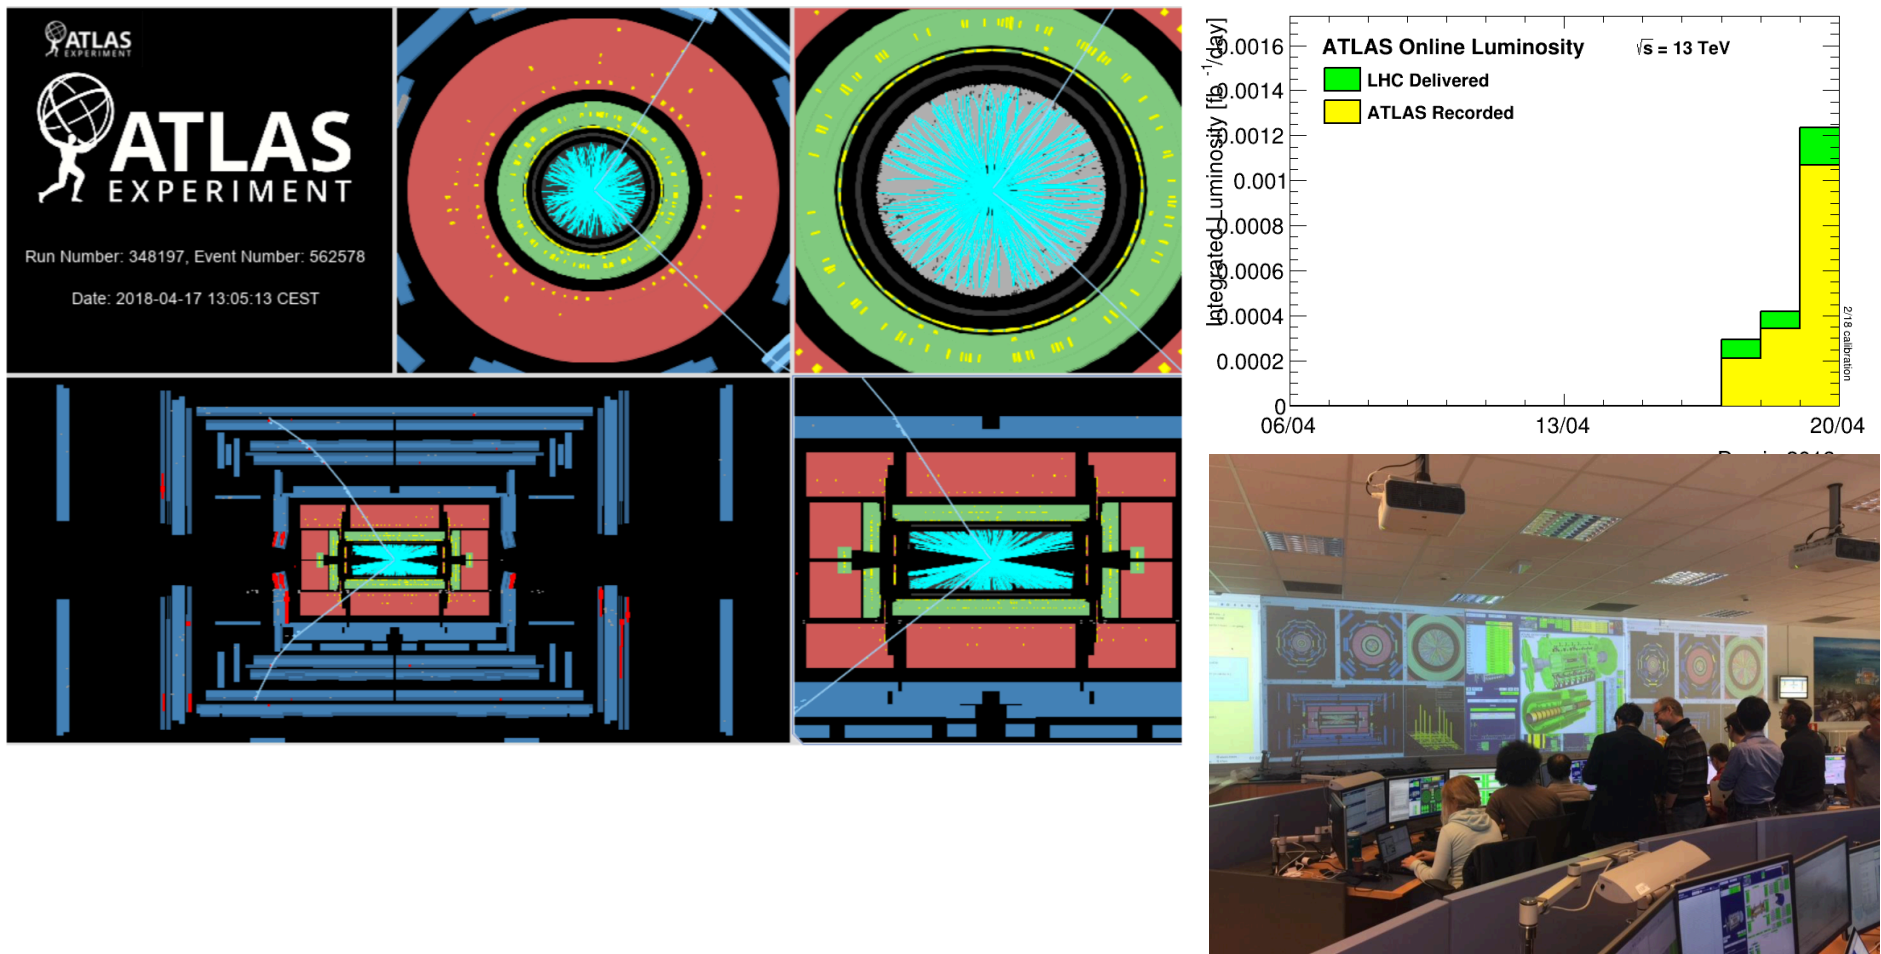 ATLAS
EXPERIMENT
ATLAS
EXPERIMENT
Run Number: 348197, Event Number: 562578
Date: 2018-04-17 13:05:13 CEST
Integrated Luminosity [fb⁻¹/day]
0.0016
0.0014
0.0012
0.001
0.0008
0.0006
0.0004
0.0002
0
ATLAS Online Luminosity √s = 13 TeV
LHC Delivered
ATLAS Recorded
2/18 calibration
06/04 13/04 20/04